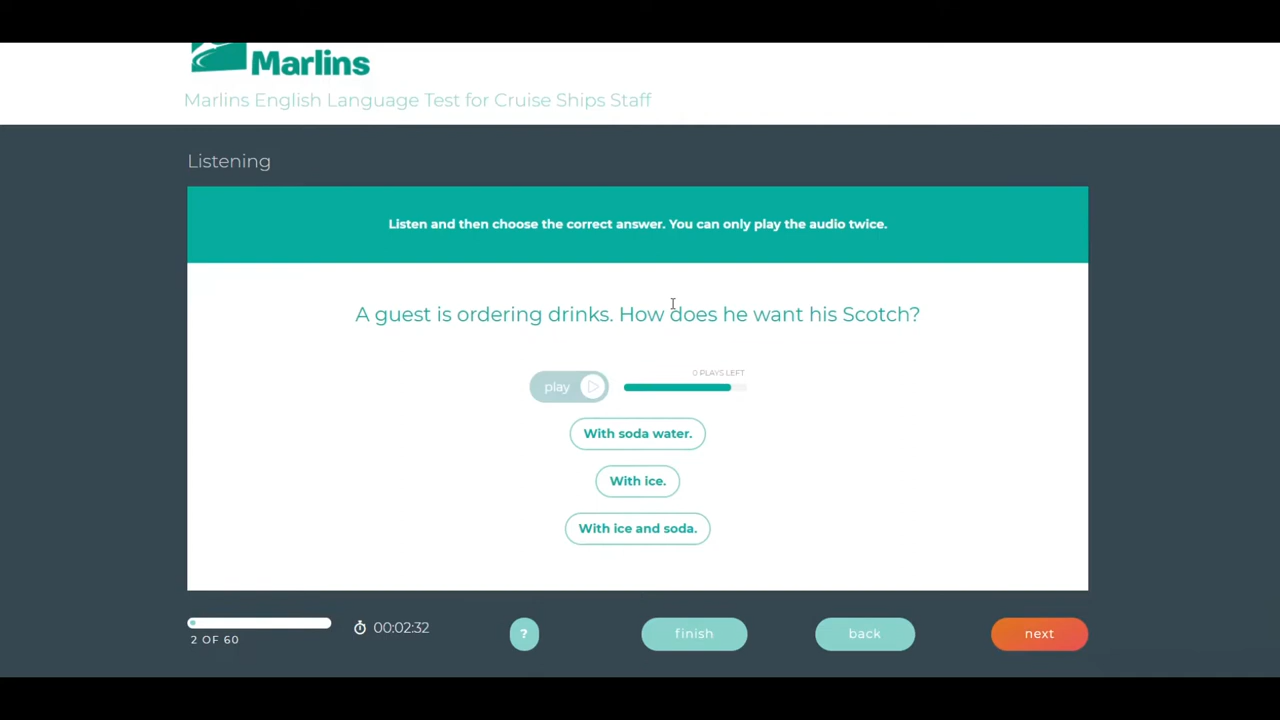 Marlins
Marlins English Language Test for Cruise Ships Staff
Listening
Listen and then choose the correct answer. You can only play the audio twice.
A guest is ordering drinks. How does he want his Scotch?
0 PLAYS LEFT
play
With soda water.
With ice.
With ice and soda.
2 OF 60
00:02:32
?
finish
back
next